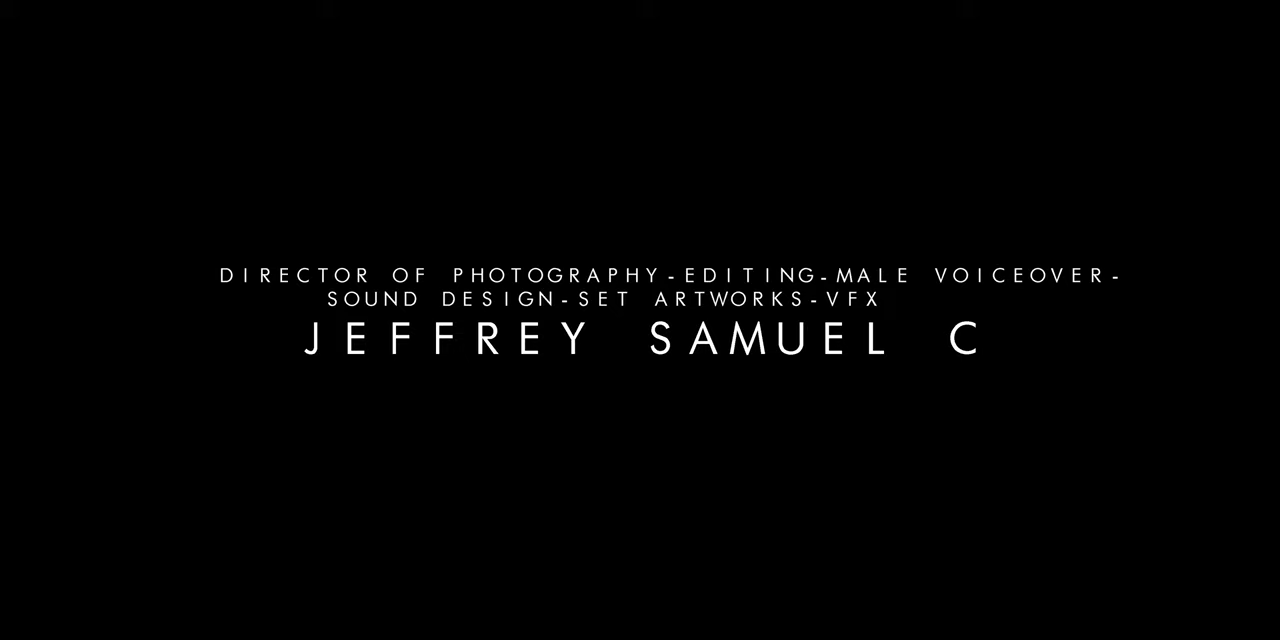 DIRECTOR OF PHOTOGRAPHY-EDITING-MALE VOICEOVER-
SOUND DESIGN-SET ARTWORKS-VFX
JEFFREY SAMUEL C